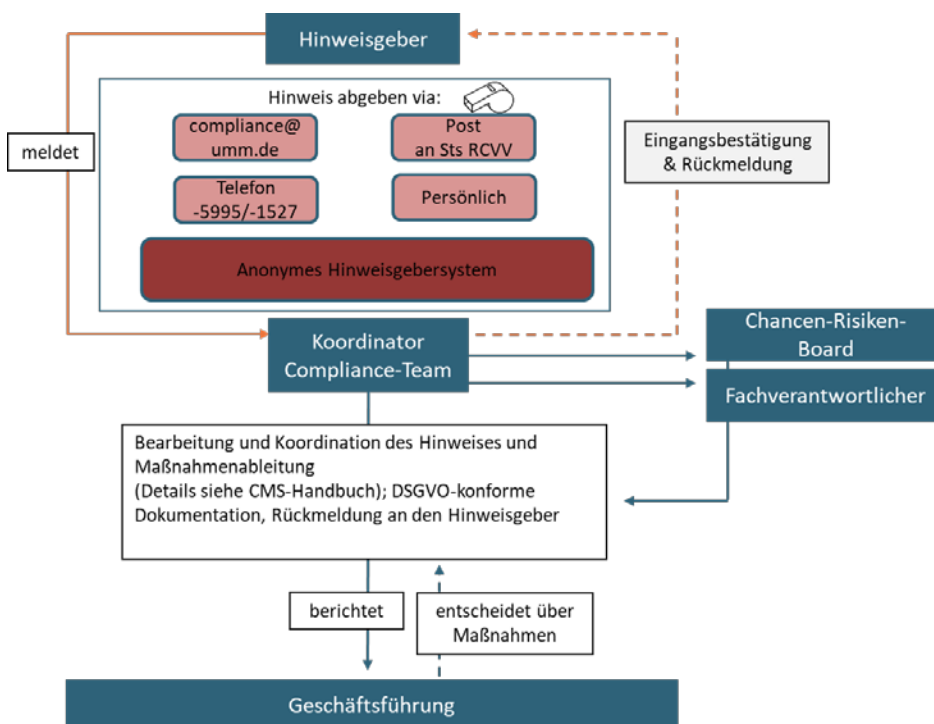 Hinweisgeber
Hinweis abgeben via:
compliance@
umm.de
Post
an Sts RCVV
meldet
Eingangsbestätigung
& Rückmeldung
Telefon
-5995/-1527
Persönlich
Anonymes Hinweisgebersystem
Koordinator
Compliance-Team
Chancen-Risiken-
Board
Fachverantwortlicher
Bearbeitung und Koordination des Hinweises und
Maßnahmenableitung
(Details siehe CMS-Handbuch); DSGVO-konforme
Dokumentation, Rückmeldung an den Hinweisgeber
berichtet
entscheidet über
Maßnahmen
Geschäftsführung